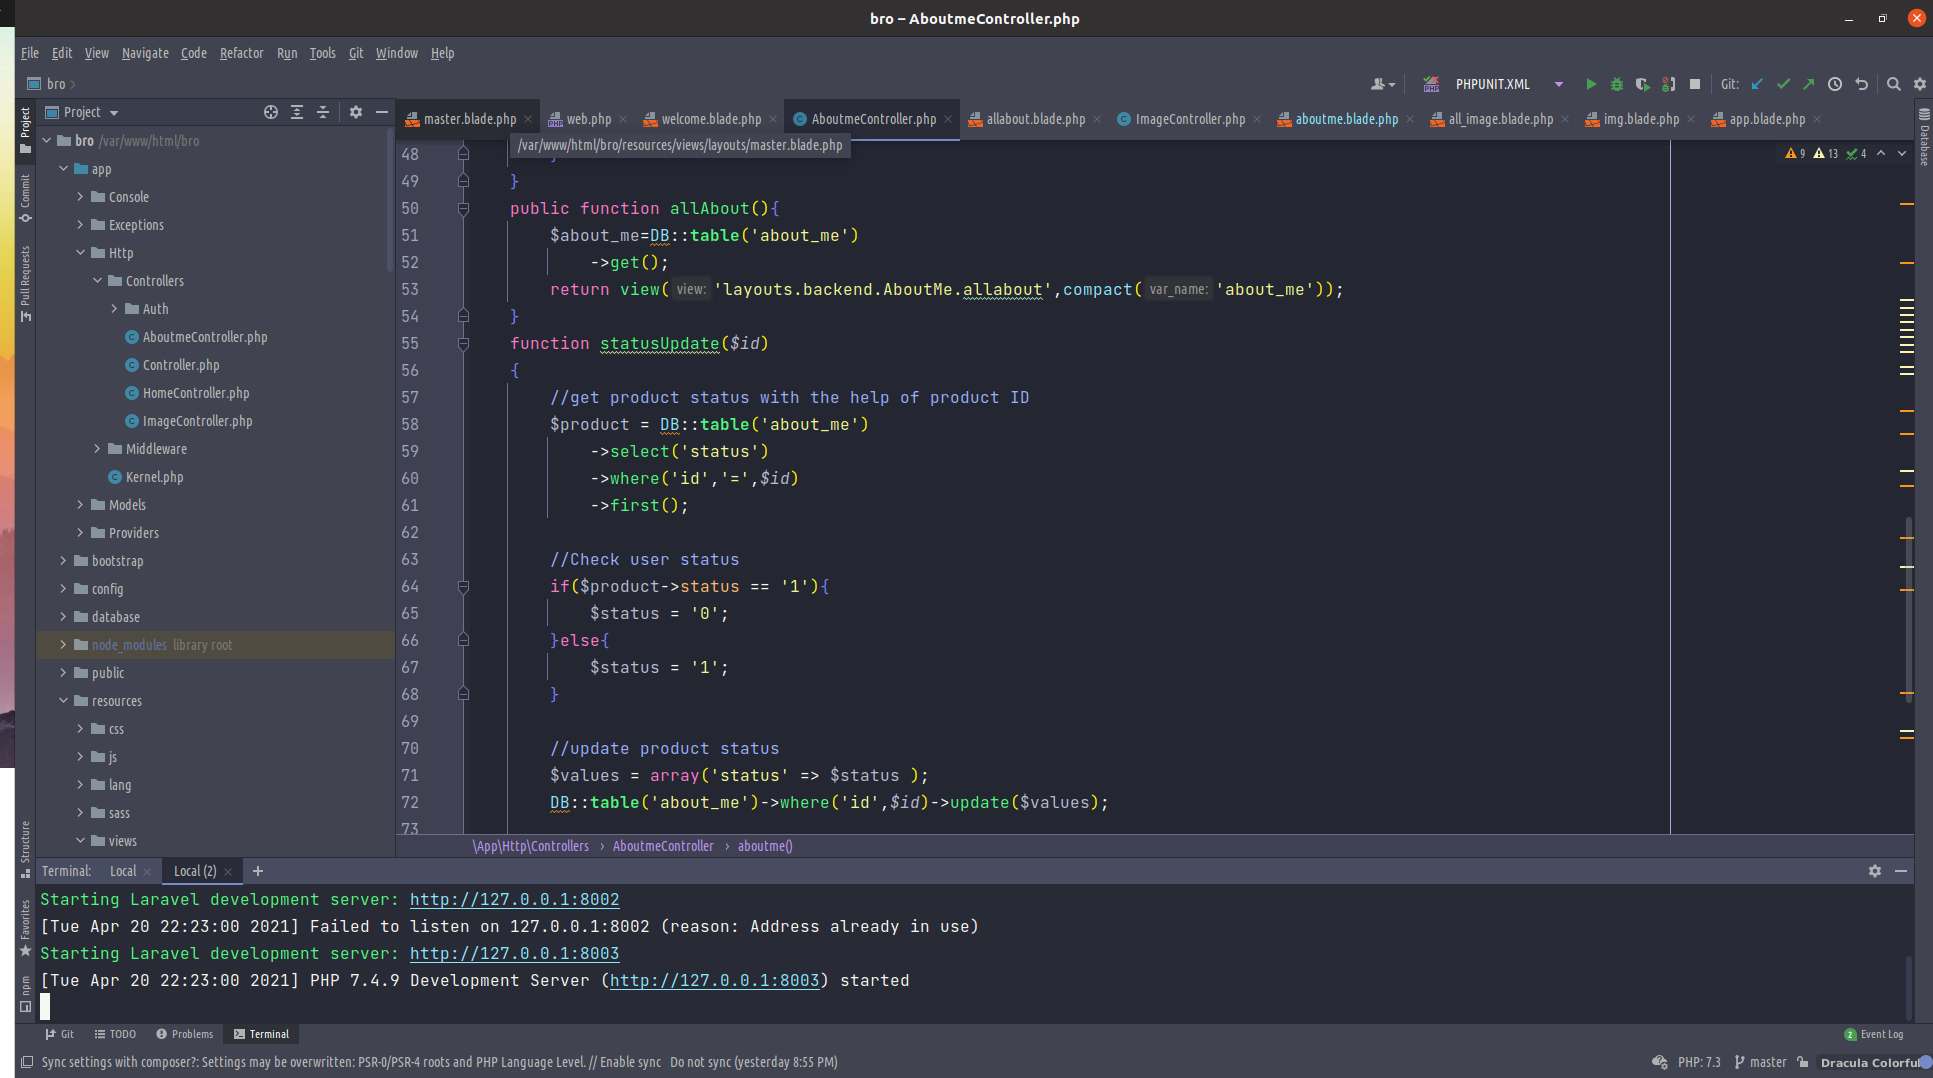 bro – AboutmeController.php
File Edit View Navigate Code Refactor Run Tools Git Window Help
bro
PHPUNIT.XML
Git:
Project
master.blade.php
web.php
welcome.blade.php
AboutmeController.php
allabout.blade.php
ImageController.php
aboutme.blade.php
all_image.blade.php
img.blade.php
app.blade.php
/var/www/html/bro/resources/views/layouts/master.blade.php
9 13 4
Project
Commit
Pull Requests
Structure
Favorites
npm
Database
bro /var/www/html/bro
app
Console
Exceptions
Http
Controllers
Auth
AboutmeController.php
Controller.php
HomeController.php
ImageController.php
Middleware
Kernel.php
Models
Providers
bootstrap
config
database
node_modules library root
public
resources
css
js
lang
sass
views
48 }
49 }
50 public function allAbout(){
51 $about_me=DB::table('about_me')
52 ->get();
53 return view( view: 'layouts.backend.AboutMe.allabout',compact( var_name: 'about_me'));
54 }
55 function statusUpdate($id)
56 {
57 //get product status with the help of product ID
58 $product = DB::table('about_me')
59 ->select('status')
60 ->where('id','=',$id)
61 ->first();
62
63 //Check user status
64 if($product->status == '1'){
65 $status = '0';
66 }else{
67 $status = '1';
68 }
69
70 //update product status
71 $values = array('status' => $status );
72 DB::table('about_me')->where('id',$id)->update($values);
73
\App\Http\Controllers › AboutmeController › aboutme()
Terminal: Local Local (2) +
Starting Laravel development server: http://127.0.0.1:8002
[Tue Apr 20 22:23:00 2021] Failed to listen on 127.0.0.1:8002 (reason: Address already in use)
Starting Laravel development server: http://127.0.0.1:8003
[Tue Apr 20 22:23:00 2021] PHP 7.4.9 Development Server (http://127.0.0.1:8003) started
Git TODO Problems Terminal
2 Event Log
Sync settings with composer?: Settings may be overwritten: PSR-0/PSR-4 roots and PHP Language Level. // Enable sync Do not sync (yesterday 8:55 PM)
PHP: 7.3 master Dracula Colorful